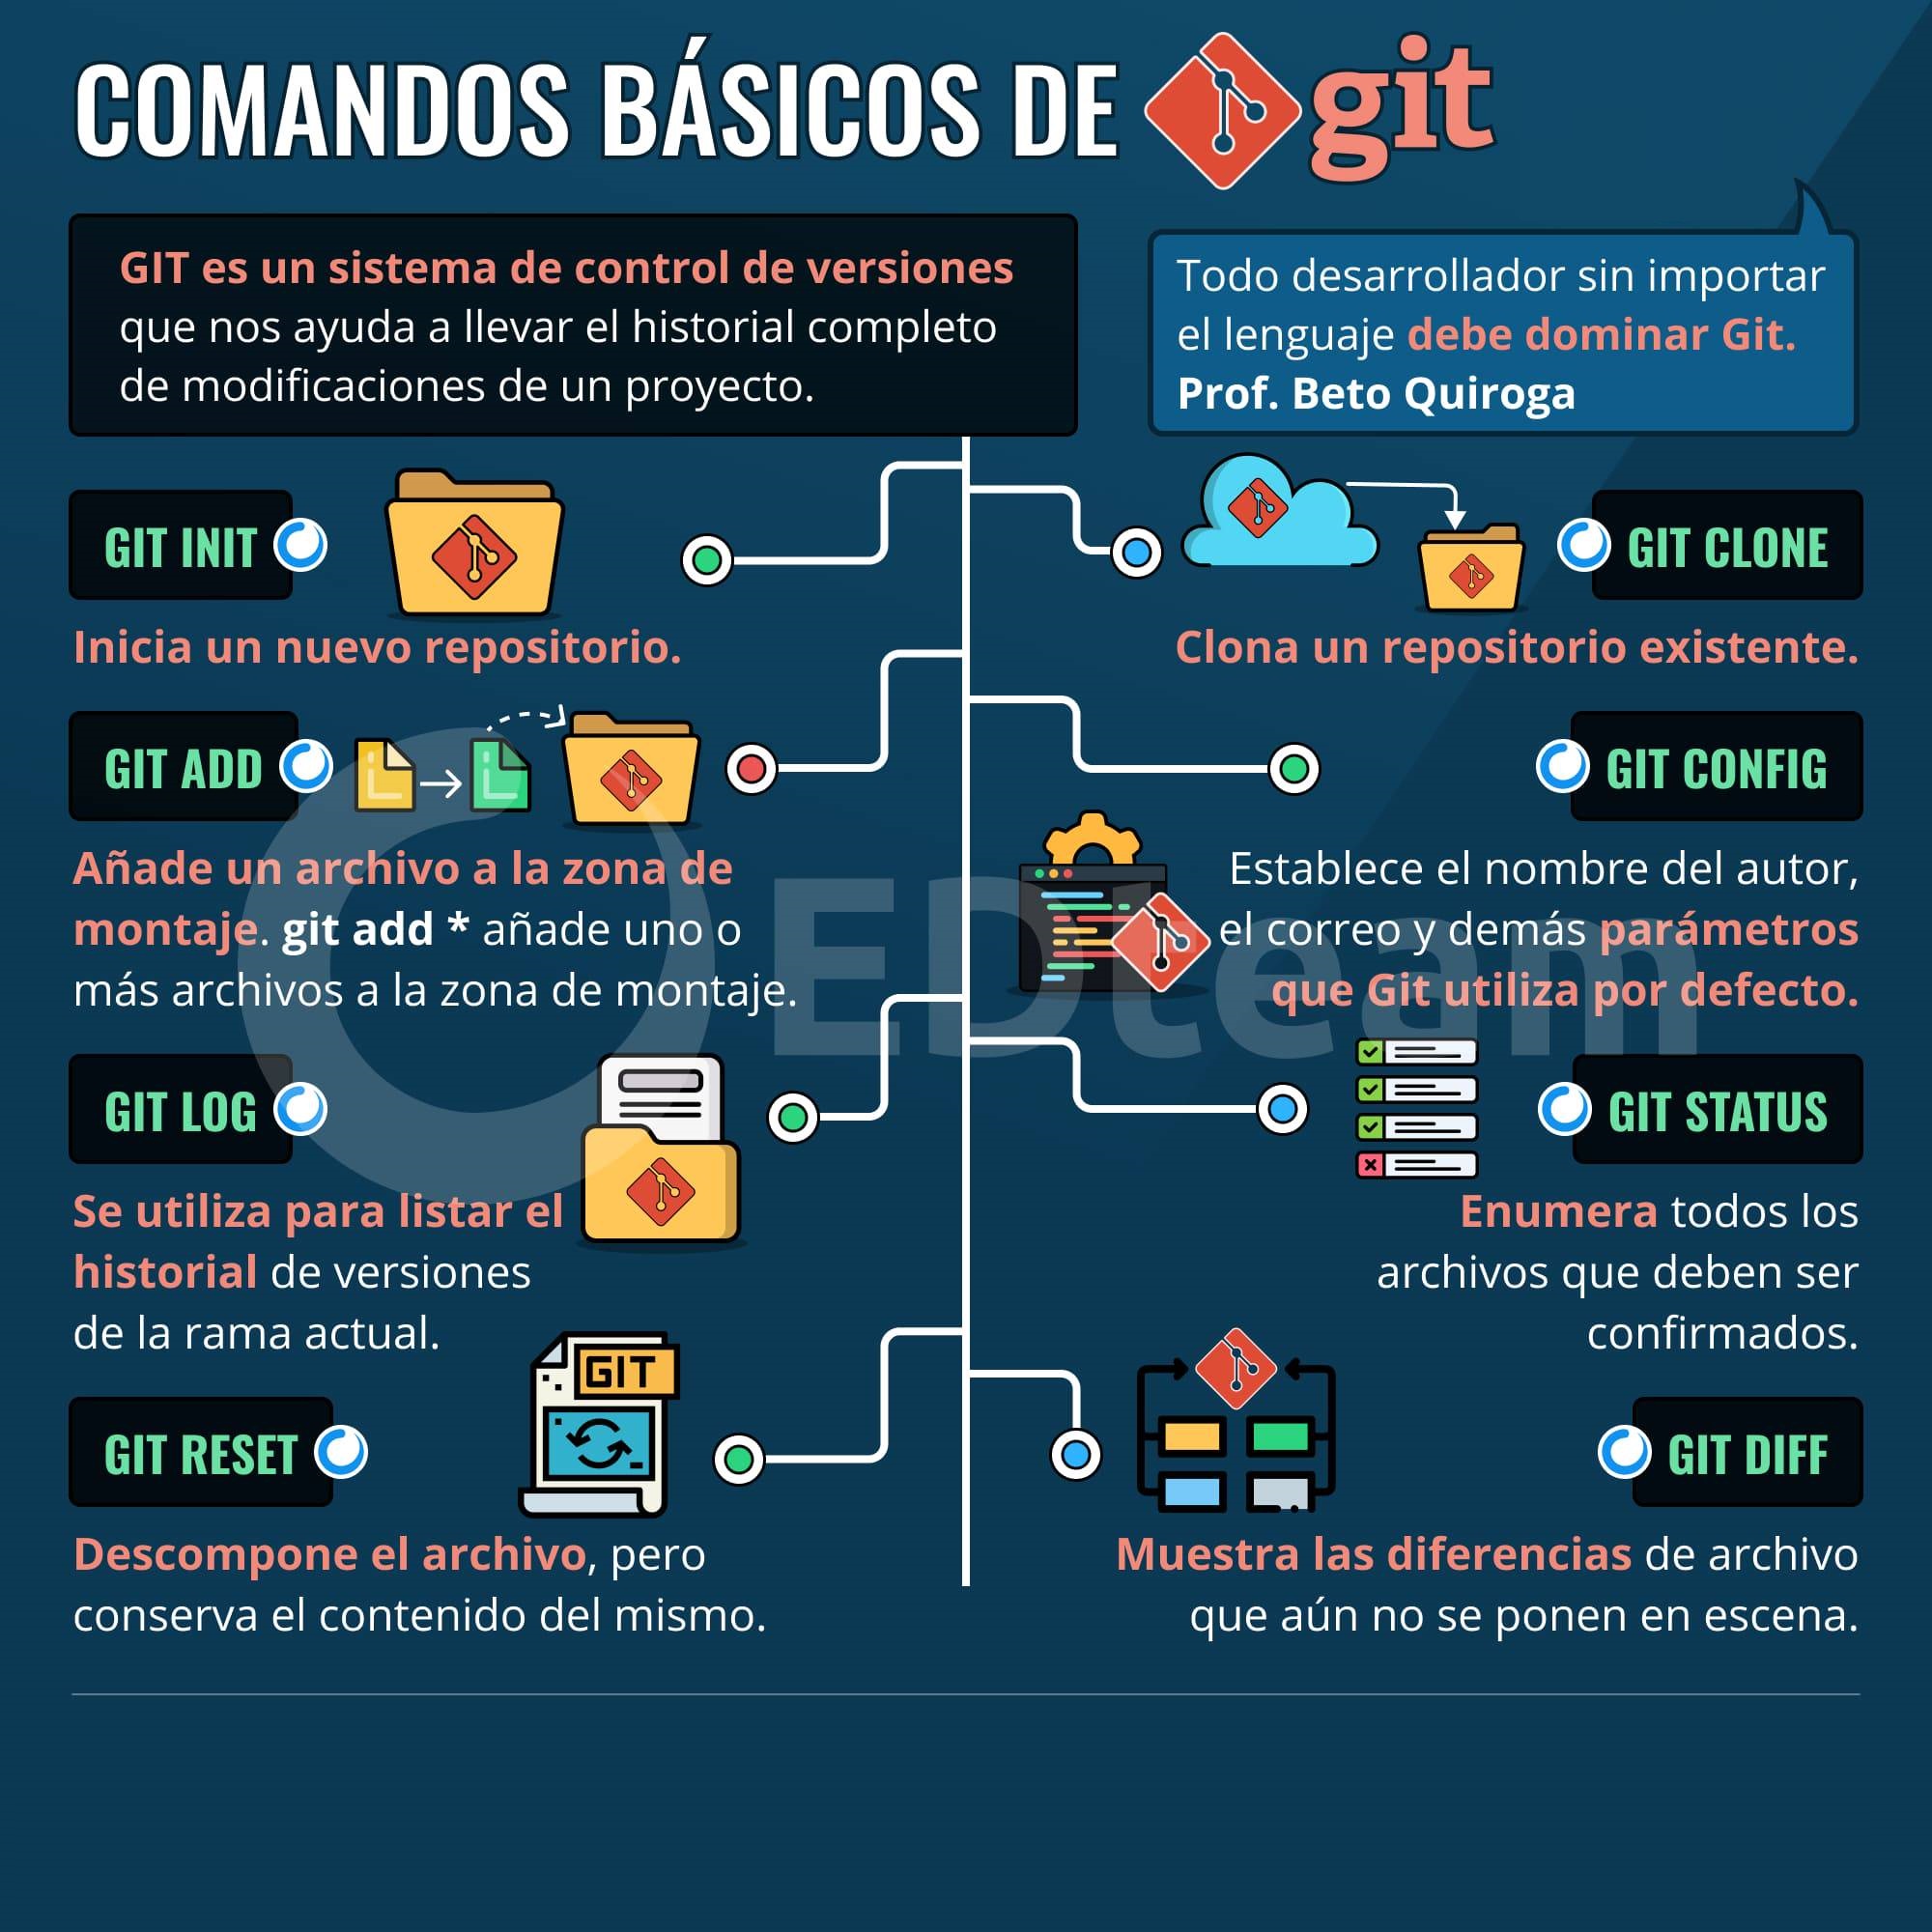 COMANDOS BÁSICOS DE git
GIT es un sistema de control de versiones
que nos ayuda a llevar el historial completo
de modificaciones de un proyecto.
Todo desarrollador sin importar
el lenguaje debe dominar Git.
Prof. Beto Quiroga
GIT INIT
Inicia un nuevo repositorio.
GIT CLONE
Clona un repositorio existente.
GIT ADD
Añade un archivo a la zona de
montaje. git add * añade uno o
más archivos a la zona de montaje.
GIT CONFIG
Establece el nombre del autor,
el correo y demás parámetros
que Git utiliza por defecto.
EDteam
GIT LOG
Se utiliza para listar el
historial de versiones
de la rama actual.
GIT STATUS
Enumera todos los
archivos que deben ser
confirmados.
GIT RESET
GIT
Descompone el archivo, pero
conserva el contenido del mismo.
GIT DIFF
Muestra las diferencias de archivo
que aún no se ponen en escena.